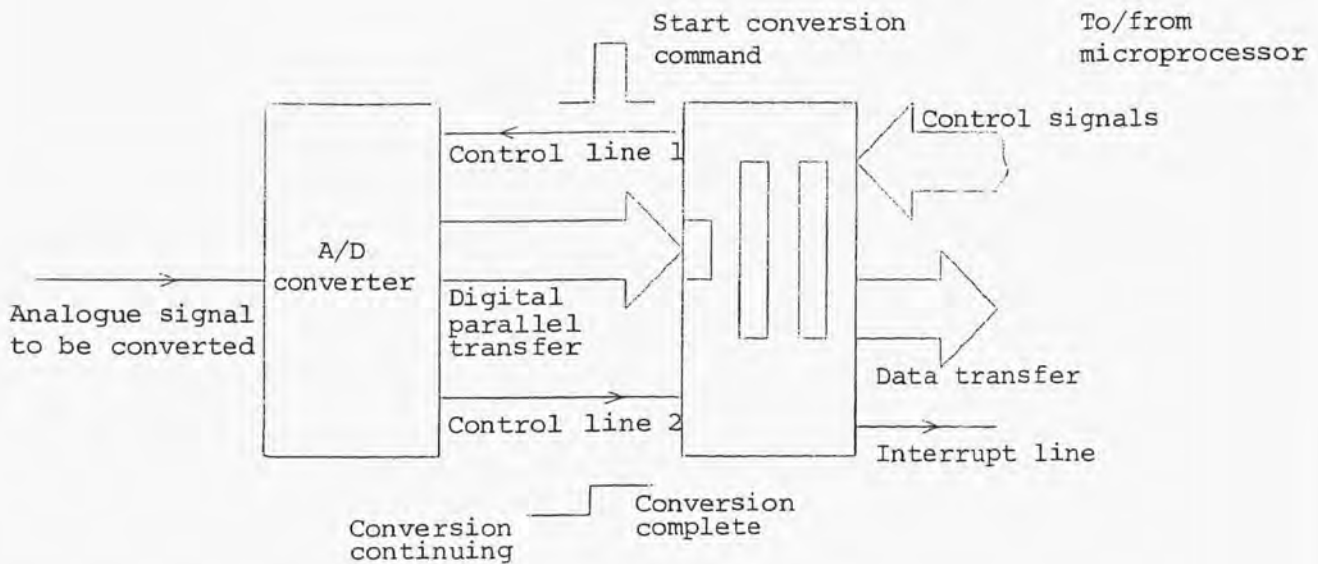 Start conversion
command
To/from
microprocessor
Control signals
Control line 1
A/D
converter
Analogue signal
to be converted
Digital
parallel
transfer
Data transfer
Control line 2
Interrupt line
Conversion
continuing
Conversion
complete